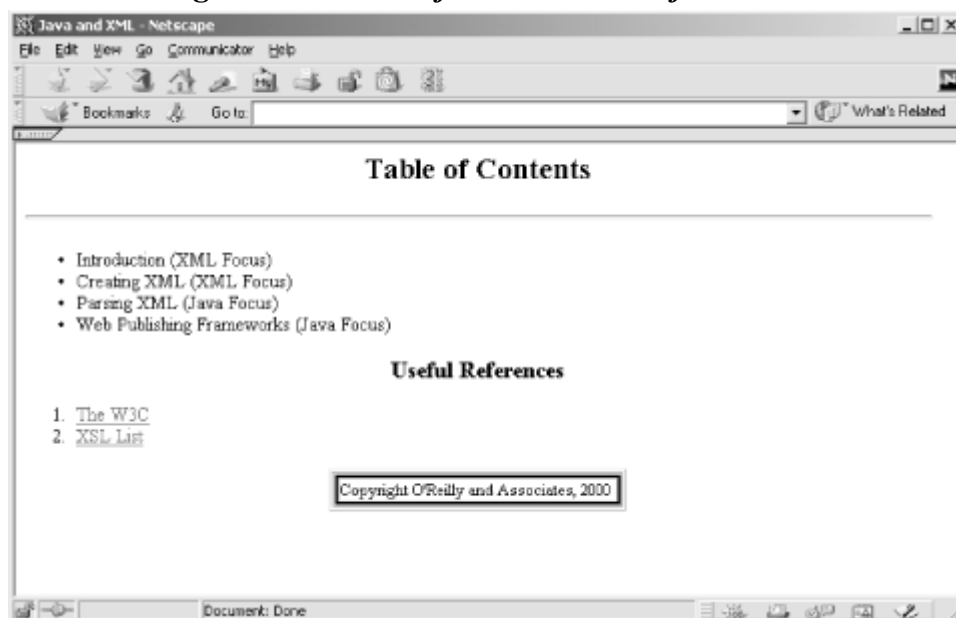 Java and XML - Netscape
File Edit View Go Communicator Help
Bookmarks Go to: What's Related
Table of Contents
• Introduction (XML Focus)
• Creating XML (XML Focus)
• Parsing XML (Java Focus)
• Web Publishing Frameworks (Java Focus)
Useful References
1. The W3C
2. XSL List
Copyright O'Reilly and Associates, 2000
Document: Done